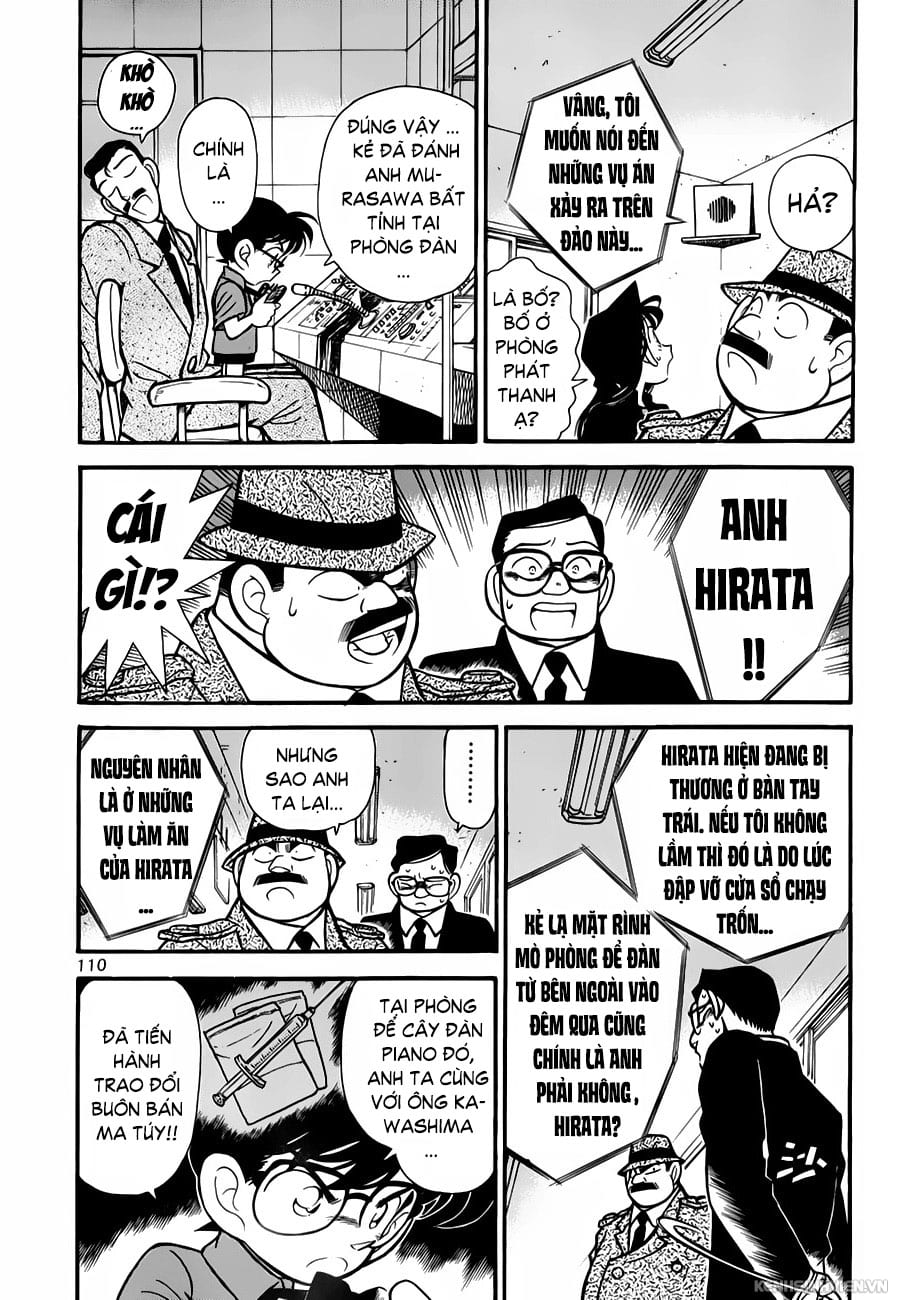 VÂNG, TÔI
MUỐN NÓI ĐẾN
NHỮNG VỤ ÁN
XẢY RA TRÊN
ĐẢO NÀY...
HẢ?
LÀ BỐ?
BỐ Ở
PHÒNG
PHÁT
THANH
Ạ?
ĐÚNG VẬY ...
KẺ ĐÃ ĐÁNH
ANH MU-
RASAWA BẤT
TỈNH TẠI
PHÒNG ĐÀN
...
CHÍNH
LÀ
...
KHÒ
KHÒ
...
ANH
HIRATA
!!
CÁI
GÌ!?
HIRATA HIỆN ĐANG BỊ
THƯƠNG Ở BÀN TAY
TRÁI. NẾU TÔI KHÔNG
LẦM THÌ ĐÓ LÀ DO LÚC
ĐẬP VỠ CỬA SỔ CHẠY
TRỐN...
KẺ LẠ MẶT RÌNH
MÒ PHÒNG ĐỂ ĐÀN
TỪ BÊN NGOÀI VÀO
ĐÊM QUA CŨNG
CHÍNH LÀ ANH
PHẢI KHÔNG,
HIRATA?
.........
NHƯNG
SAO ANH
TA LẠI...
NGUYÊN NHÂN
LÀ Ở NHỮNG
VỤ LÀM ĂN
CỦA HIRATA
...
110
TẠI PHÒNG
ĐỂ CÂY ĐÀN
PIANO ĐÓ,
ANH TA CÙNG
VỚI ÔNG KA-
WASHIMA
...
ĐÃ TIẾN
HÀNH
TRAO ĐỔI
BUÔN BÁN
MA TÚY!!